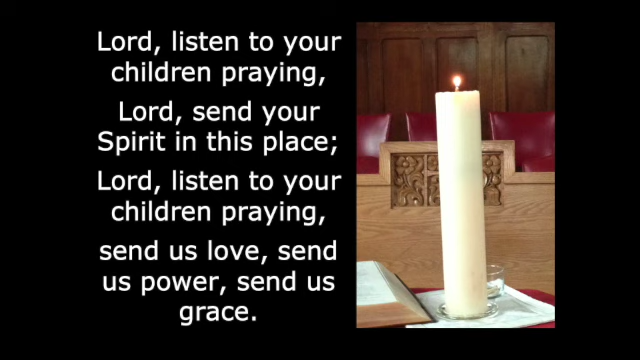 Lord, listen to your
children praying,
Lord, send your
Spirit in this place;
Lord, listen to your
children praying,
send us love, send
us power, send us
grace.